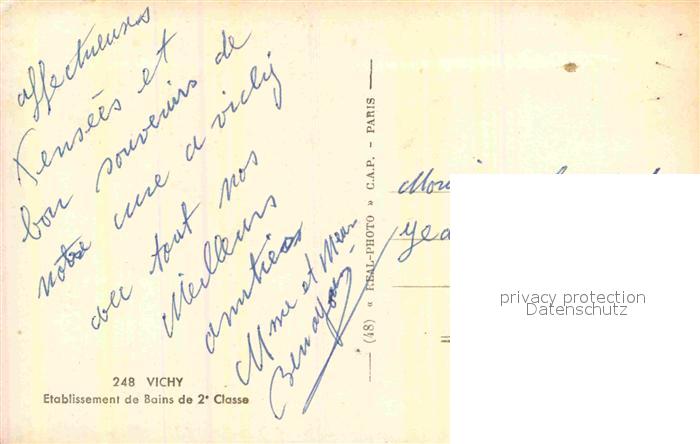 affectueuses
Pensées et
bon souvenirs de
notre cure a vichy
avec tout nos
Meilleurs
amitiés
Mme et Mr
248 VICHY
Etablissement de Bains de 2e Classe
(48) « REAL-PHOTO » C.A.P. - PARIS
privacy protection
Datenschutz